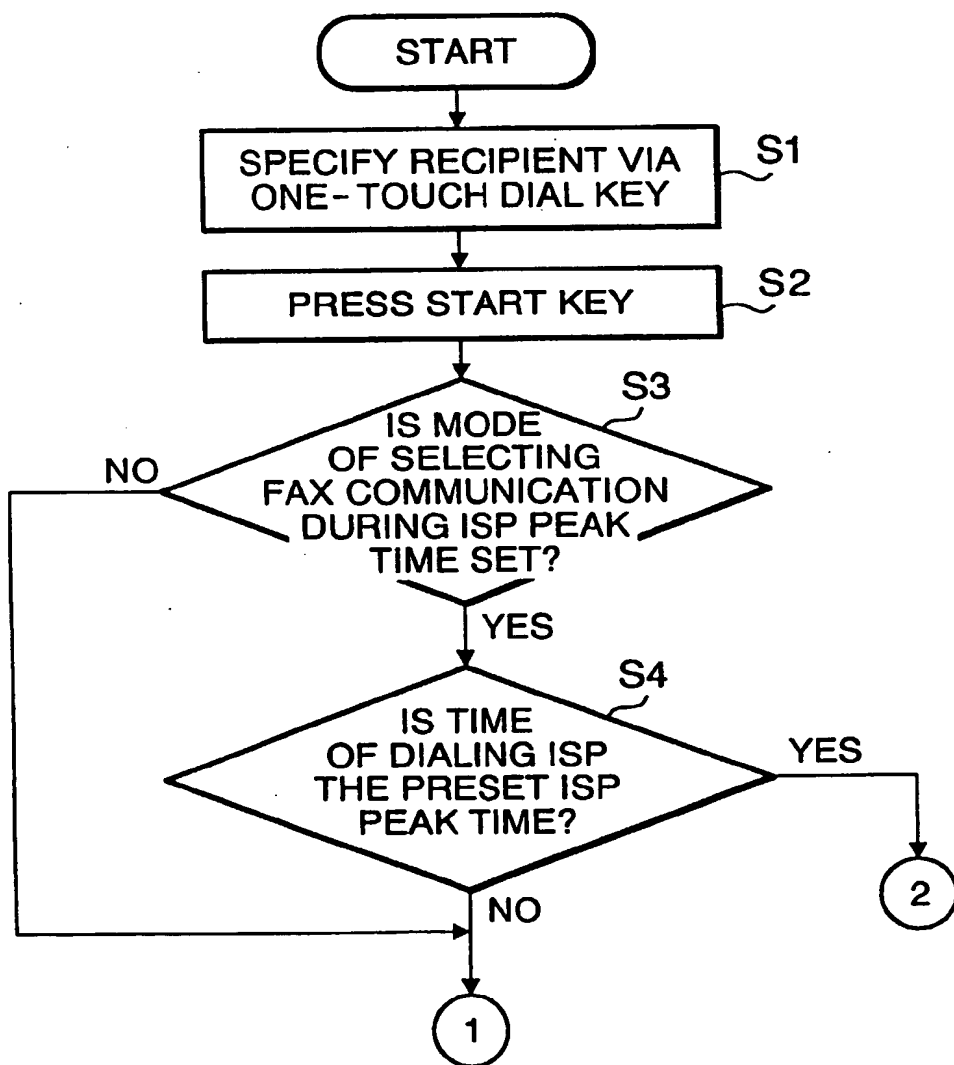 START
SPECIFY RECIPIENT VIA
ONE-TOUCH DIAL KEY
S1
PRESS START KEY
S2
S3
IS MODE
OF SELECTING
FAX COMMUNICATION
DURING ISP PEAK
TIME SET?
NO
YES
S4
IS TIME
OF DIALING ISP
THE PRESET ISP
PEAK TIME?
YES
2
NO
1